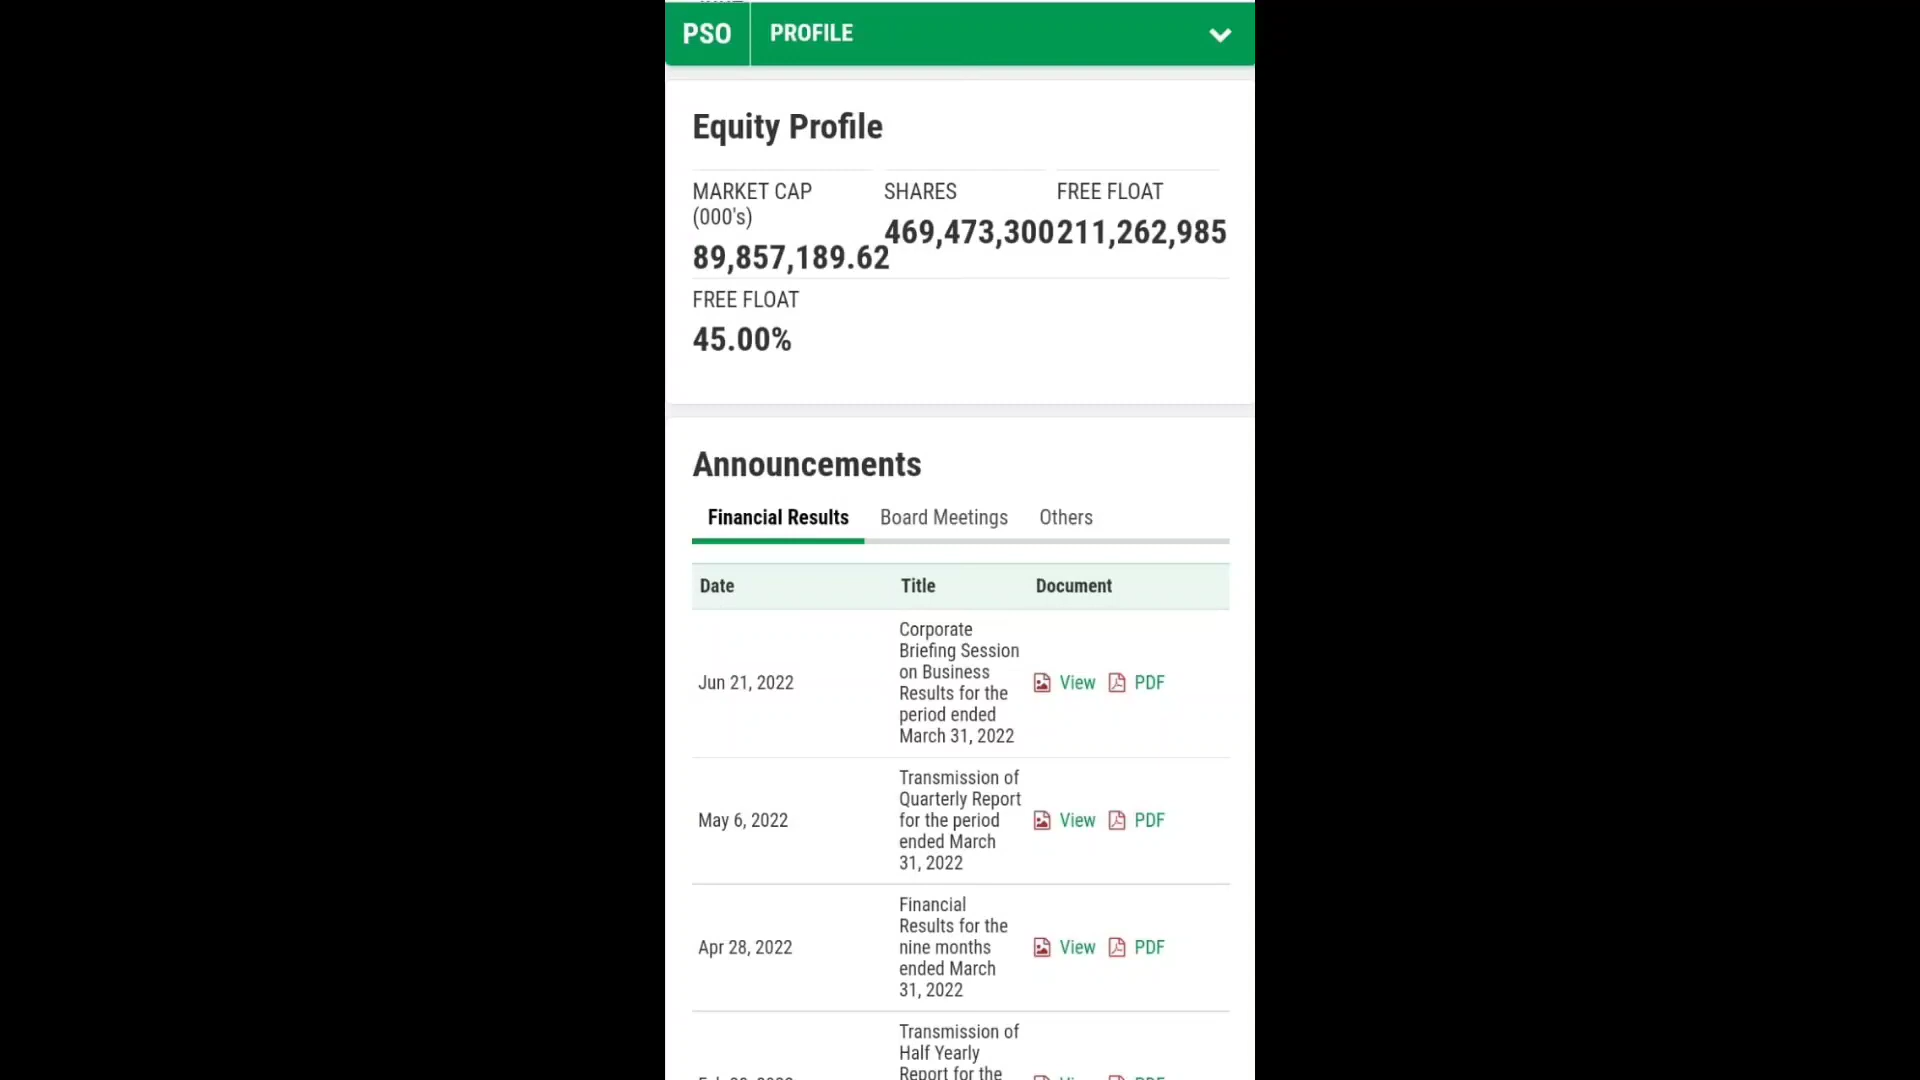 PSO PROFILE
Equity Profile
MARKET CAP
(000's)
89,857,189.62
SHARES
469,473,300
FREE FLOAT
211,262,985
FREE FLOAT
45.00%
Announcements
Financial Results Board Meetings Others
Date Title Document
Jun 21, 2022
Corporate
Briefing Session
on Business
Results for the
period ended
March 31, 2022
View PDF
May 6, 2022
Transmission of
Quarterly Report
for the period
ended March
31, 2022
View PDF
Apr 28, 2022
Financial
Results for the
nine months
ended March
31, 2022
View PDF
Transmission of
Half Yearly
Report for the